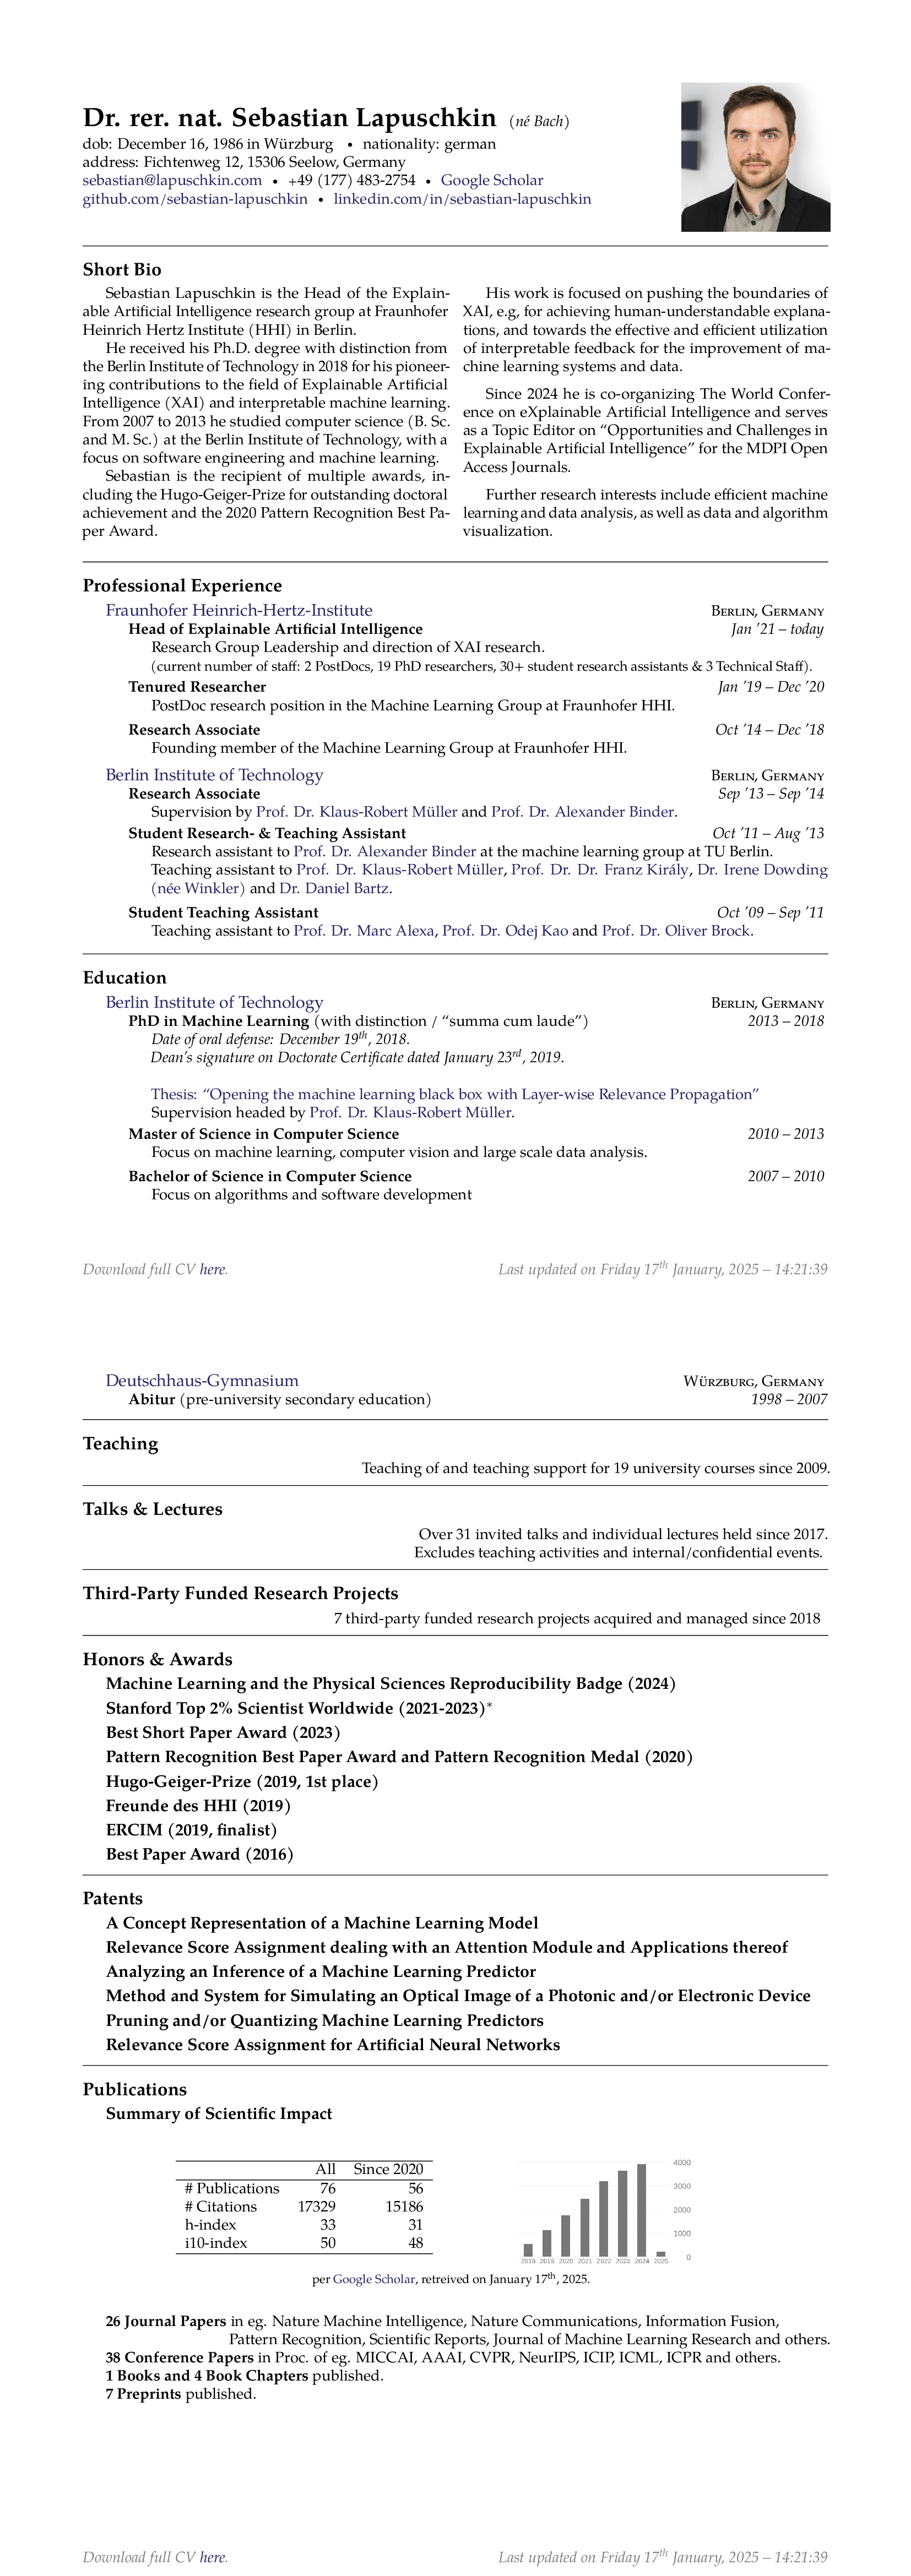 Dr. rer. nat. Sebastian Lapuschkin (né Bach)
dob: December 16, 1986 in Würzburg • nationality: german
address: Fichtenweg 12, 15306 Seelow, Germany
sebastian@lapuschkin.com • +49 (177) 483-2754 • Google Scholar
github.com/sebastian-lapuschkin • linkedin.com/in/sebastian-lapuschkin
Short Bio
Sebastian Lapuschkin is the Head of the Explain-
able Artificial Intelligence research group at Fraunhofer
Heinrich Hertz Institute (HHI) in Berlin.
He received his Ph.D. degree with distinction from
the Berlin Institute of Technology in 2018 for his pioneer-
ing contributions to the field of Explainable Artificial
Intelligence (XAI) and interpretable machine learning.
From 2007 to 2013 he studied computer science (B. Sc.
and M. Sc.) at the Berlin Institute of Technology, with a
focus on software engineering and machine learning.
Sebastian is the recipient of multiple awards, in-
cluding the Hugo-Geiger-Prize for outstanding doctoral
achievement and the 2020 Pattern Recognition Best Pa-
per Award.
His work is focused on pushing the boundaries of
XAI, e.g, for achieving human-understandable explana-
tions, and towards the effective and efficient utilization
of interpretable feedback for the improvement of ma-
chine learning systems and data.
Since 2024 he is co-organizing The World Confer-
ence on eXplainable Artificial Intelligence and serves
as a Topic Editor on “Opportunities and Challenges in
Explainable Artificial Intelligence” for the MDPI Open
Access Journals.
Further research interests include efficient machine
learning and data analysis, as well as data and algorithm
visualization.
Professional Experience
Fraunhofer Heinrich-Hertz-Institute Berlin, Germany
Head of Explainable Artificial Intelligence Jan ’21 – today
Research Group Leadership and direction of XAI research.
(current number of staff: 2 PostDocs, 19 PhD researchers, 30+ student research assistants & 3 Technical Staff).
Tenured Researcher Jan ’19 – Dec ’20
PostDoc research position in the Machine Learning Group at Fraunhofer HHI.
Research Associate Oct ’14 – Dec ’18
Founding member of the Machine Learning Group at Fraunhofer HHI.
Berlin Institute of Technology Berlin, Germany
Research Associate Sep ’13 – Sep ’14
Supervision by Prof. Dr. Klaus-Robert Müller and Prof. Dr. Alexander Binder.
Student Research- & Teaching Assistant Oct ’11 – Aug ’13
Research assistant to Prof. Dr. Alexander Binder at the machine learning group at TU Berlin.
Teaching assistant to Prof. Dr. Klaus-Robert Müller, Prof. Dr. Dr. Franz Király, Dr. Irene Dowding
(née Winkler) and Dr. Daniel Bartz.
Student Teaching Assistant Oct ’09 – Sep ’11
Teaching assistant to Prof. Dr. Marc Alexa, Prof. Dr. Odej Kao and Prof. Dr. Oliver Brock.
Education
Berlin Institute of Technology Berlin, Germany
PhD in Machine Learning (with distinction / “summa cum laude”) 2013 – 2018
Date of oral defense: December 19th, 2018.
Dean’s signature on Doctorate Certificate dated January 23rd, 2019.
Thesis: “Opening the machine learning black box with Layer-wise Relevance Propagation”
Supervision headed by Prof. Dr. Klaus-Robert Müller.
Master of Science in Computer Science 2010 – 2013
Focus on machine learning, computer vision and large scale data analysis.
Bachelor of Science in Computer Science 2007 – 2010
Focus on algorithms and software development
Download full CV here. Last updated on Friday 17th January, 2025 – 14:21:39
Deutschhaus-Gymnasium Würzburg, Germany
Abitur (pre-university secondary education) 1998 – 2007
Teaching
Teaching of and teaching support for 19 university courses since 2009.
Talks & Lectures
Over 31 invited talks and individual lectures held since 2017.
Excludes teaching activities and internal/confidential events.
Third-Party Funded Research Projects
7 third-party funded research projects acquired and managed since 2018
Honors & Awards
Machine Learning and the Physical Sciences Reproducibility Badge (2024)
Stanford Top 2% Scientist Worldwide (2021-2023)*
Best Short Paper Award (2023)
Pattern Recognition Best Paper Award and Pattern Recognition Medal (2020)
Hugo-Geiger-Prize (2019, 1st place)
Freunde des HHI (2019)
ERCIM (2019, finalist)
Best Paper Award (2016)
Patents
A Concept Representation of a Machine Learning Model
Relevance Score Assignment dealing with an Attention Module and Applications thereof
Analyzing an Inference of a Machine Learning Predictor
Method and System for Simulating an Optical Image of a Photonic and/or Electronic Device
Pruning and/or Quantizing Machine Learning Predictors
Relevance Score Assignment for Artificial Neural Networks
Publications
Summary of Scientific Impact
All Since 2020
# Publications 76 56
# Citations 17329 15186
h-index 33 31
i10-index 50 48
4000
3000
2000
1000
0
2018 2019 2020 2021 2022 2023 2024 2025
per Google Scholar, retreived on January 17th, 2025.
26 Journal Papers in eg. Nature Machine Intelligence, Nature Communications, Information Fusion,
Pattern Recognition, Scientific Reports, Journal of Machine Learning Research and others.
38 Conference Papers in Proc. of eg. MICCAI, AAAI, CVPR, NeurIPS, ICIP, ICML, ICPR and others.
1 Books and 4 Book Chapters published.
7 Preprints published.
Download full CV here. Last updated on Friday 17th January, 2025 – 14:21:39